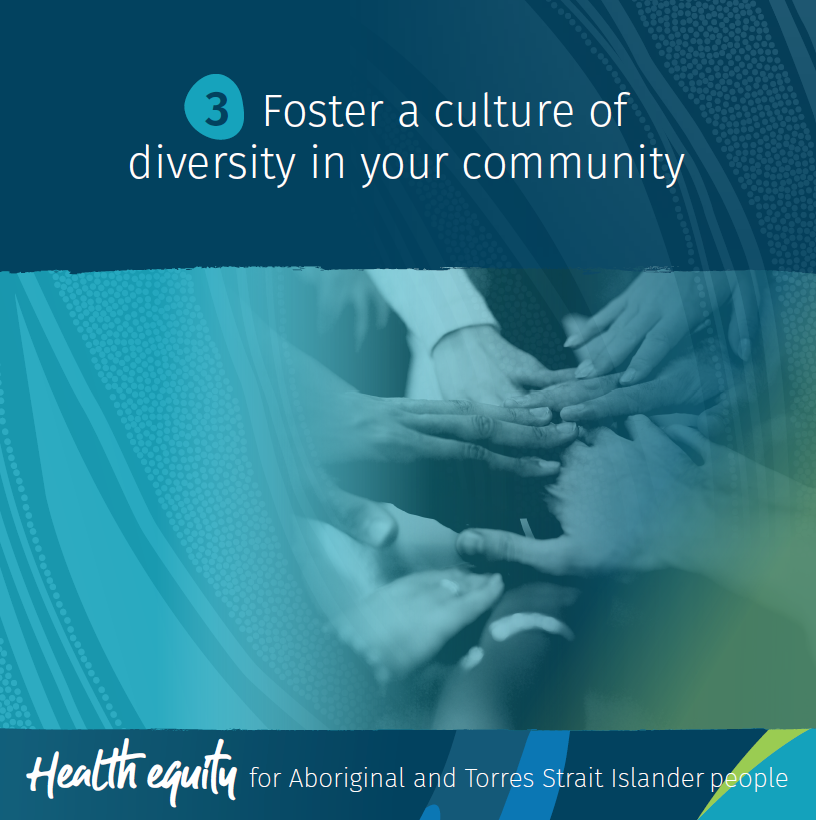 3 Foster a culture of
diversity in your community
Health equity for Aboriginal and Torres Strait Islander people